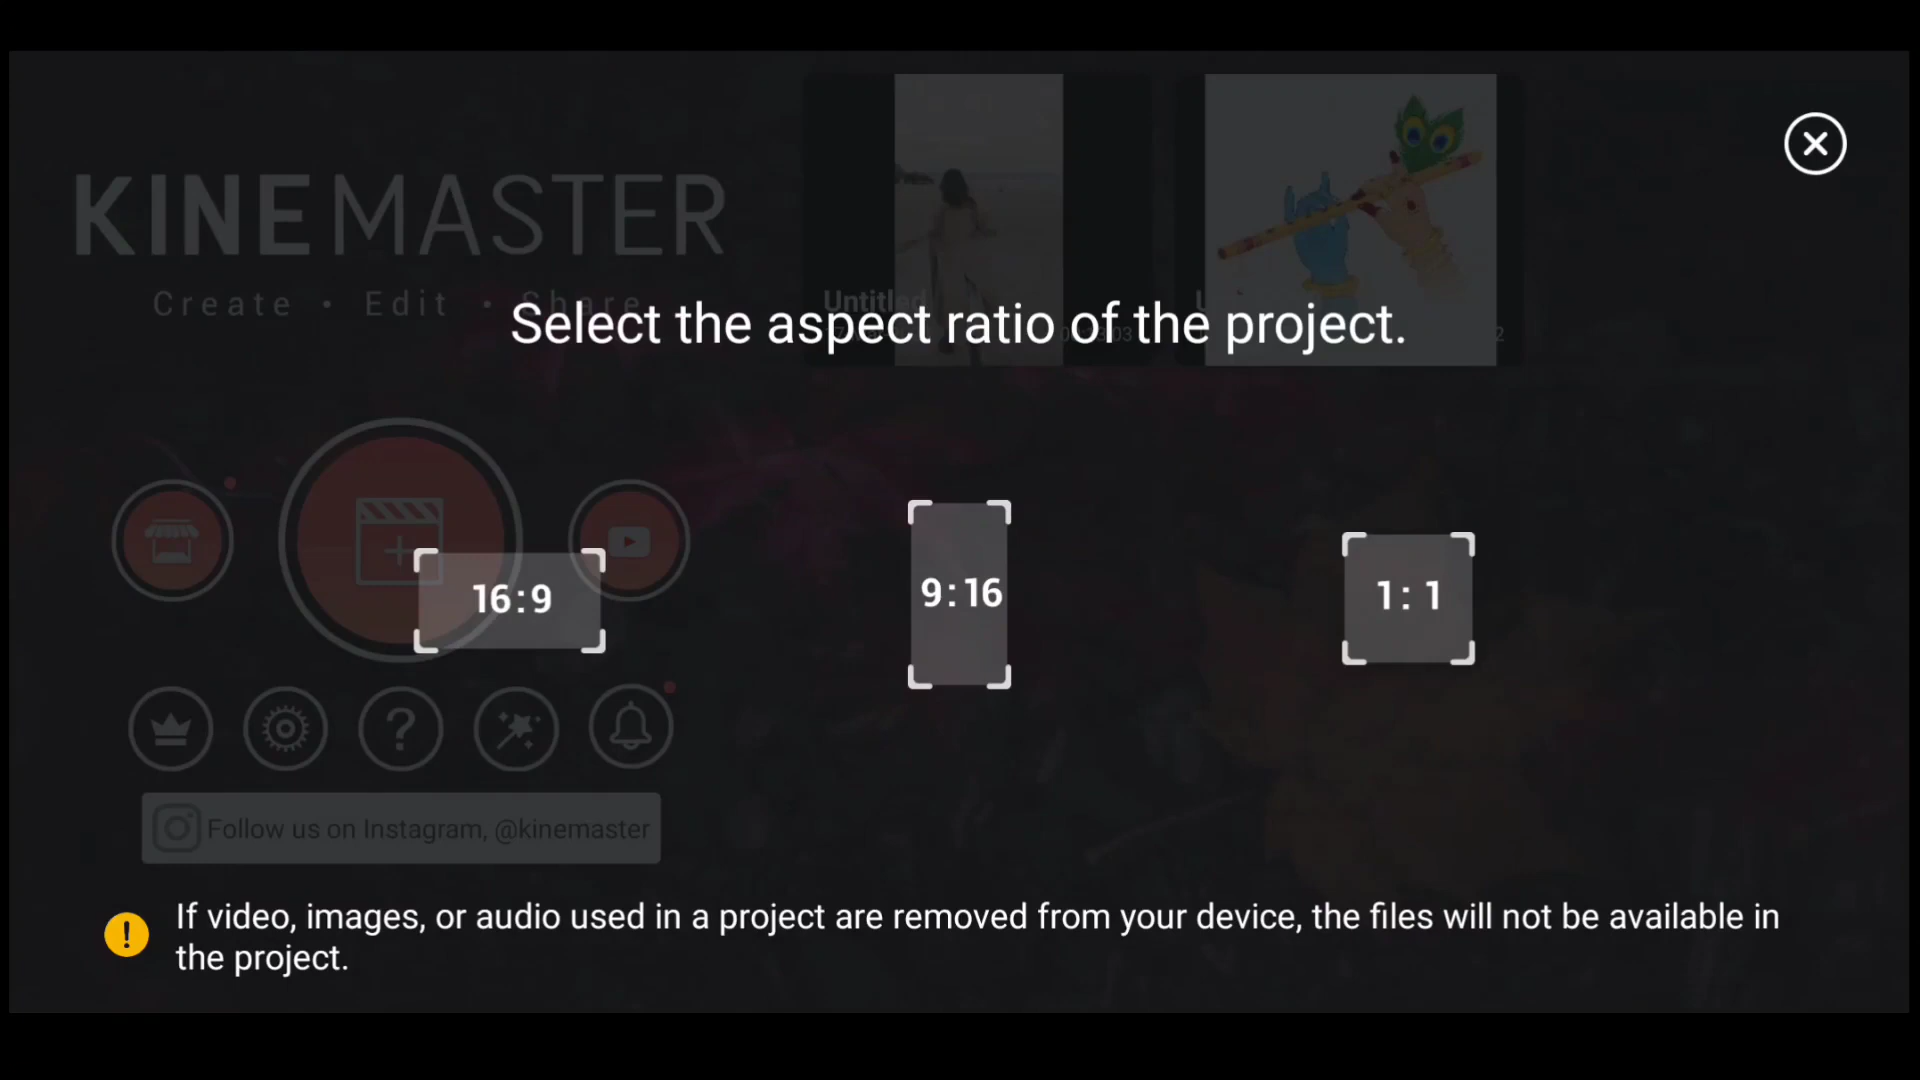 KINEMASTER
Create • Edit • Share
Untitled
Select the aspect ratio of the project.
16:9
9:16
1:1
Follow us on Instagram, @kinemaster
If video, images, or audio used in a project are removed from your device, the files will not be available in
the project.